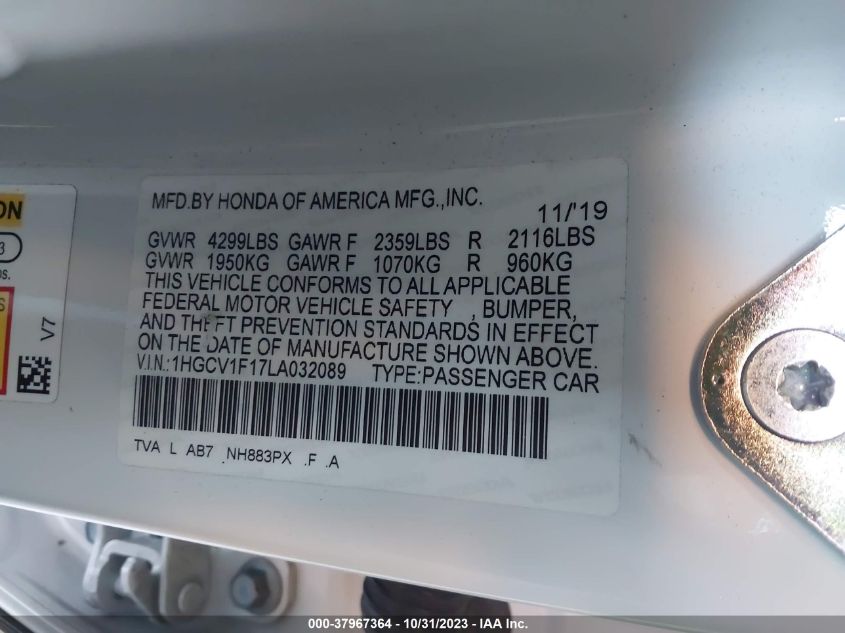 MFD.BY HONDA OF AMERICA MFG.,INC.
11/'19
GVWR 4299LBS GAWR F 2359LBS R 2116LBS
GVWR 1950KG GAWR F 1070KG R 960KG
THIS VEHICLE CONFORMS TO ALL APPLICABLE
FEDERAL MOTOR VEHICLE SAFETY , BUMPER,
AND THEFT PREVENTION STANDARDS IN EFFECT
ON THE DATE OF MANUFACTURE SHOWN ABOVE.
V.I.N.:1HGCV1F17LA032089 TYPE:PASSENGER CAR
TVA L AB7 NH883PX .F .A
ON
3
os.
S
V7
000-37967364 - 10/31/2023 - IAA Inc.